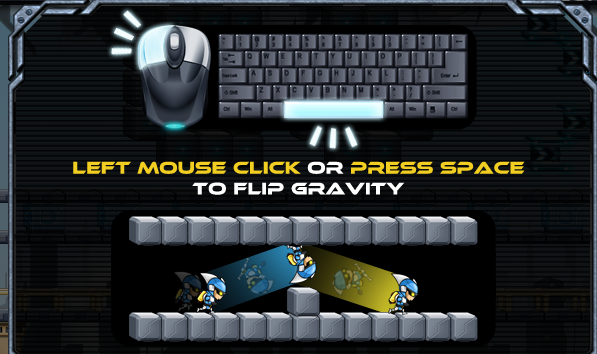 LEFT MOUSE CLICK OR PRESS SPACE
TO FLIP GRAVITY